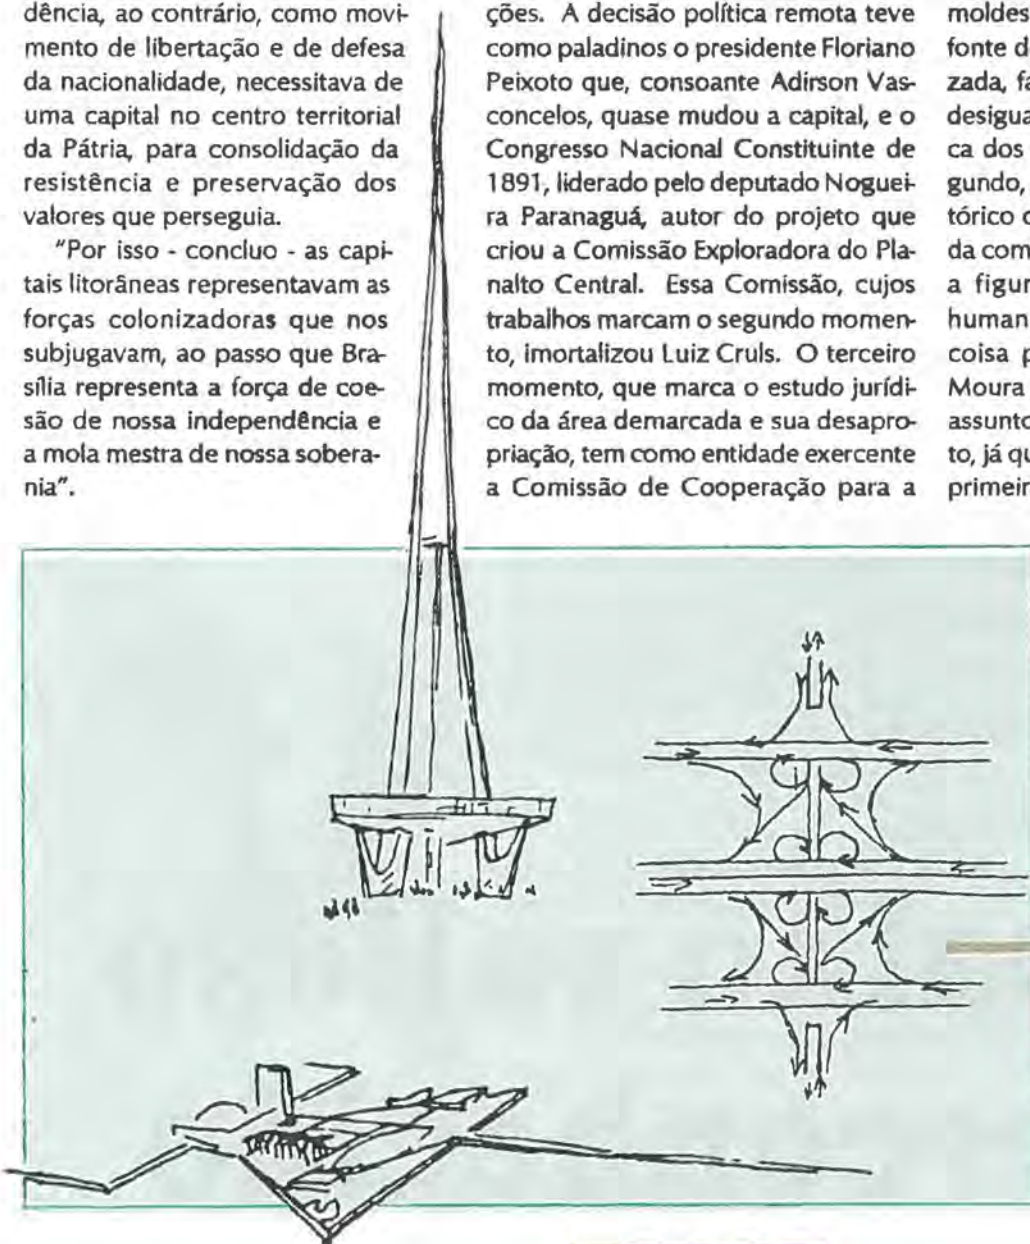 dência, ao contrário, como movi-
mento de libertação e de defesa
da nacionalidade, necessitava de
uma capital no centro territorial
da Pátria, para consolidação da
resistência e preservação dos
valores que perseguia.
"Por isso - concluo - as capi-
tais litorâneas representavam as
forças colonizadoras que nos
subjugavam, ao passo que Bra-
sília representa a força de coe-
são de nossa independência e
a mola mestra de nossa sobera-
nia".
ções. A decisão política remota teve
como paladinos o presidente Floriano
Peixoto que, consoante Adirson Vas-
concelos, quase mudou a capital, e o
Congresso Nacional Constituinte de
1891, liderado pelo deputado Noguei-
ra Paranaguá, autor do projeto que
criou a Comissão Exploradora do Pla-
nalto Central. Essa Comissão, cujos
trabalhos marcam o segundo momen-
to, imortalizou Luiz Cruls. O terceiro
momento, que marca o estudo jurídi-
co da área demarcada e sua desapro-
priação, tem como entidade exercente
a Comissão de Cooperação para a
moldes
fonte d
zada, fa
desigua
ca dos
gundo,
tórico d
da com
a figur
human
coisa p
Moura
assunto
to, já qu
primeir